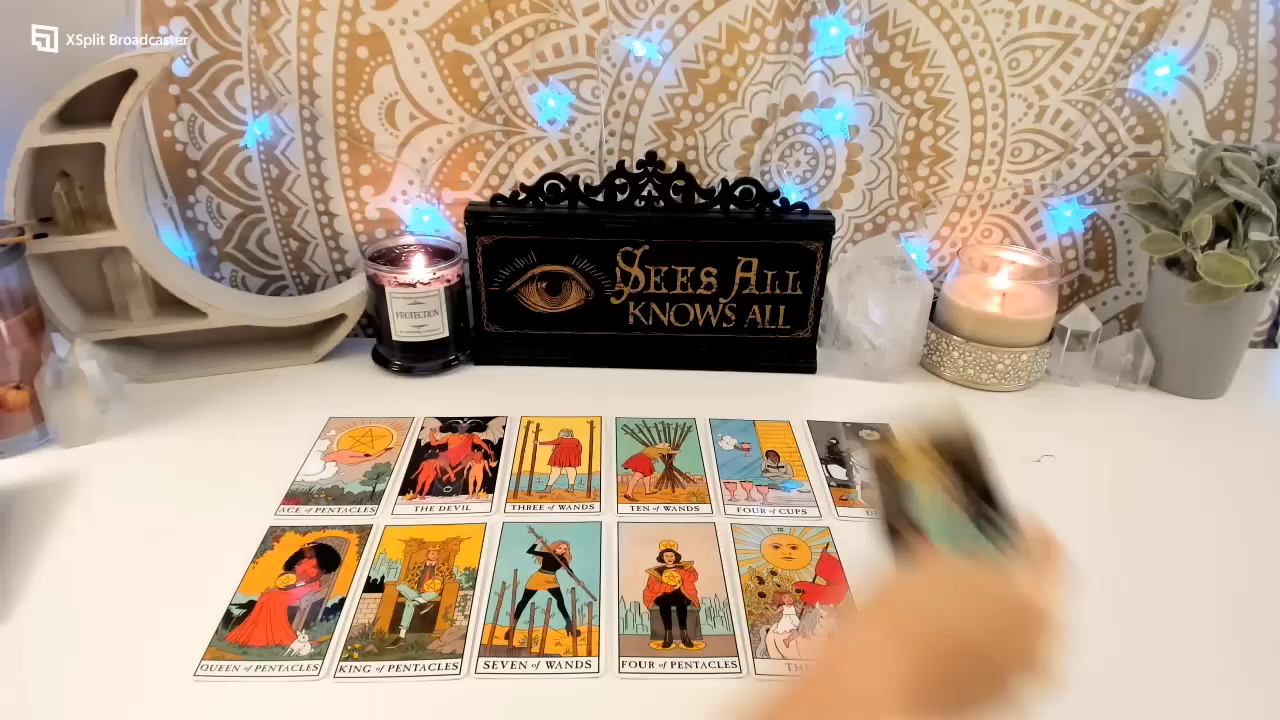 XSplit Broadcaster
SEES ALL
KNOWS ALL
PROTECTION
ACE of PENTACLES
THE DEVIL
THREE of WANDS
TEN of WANDS
FOUR of CUPS
QUEEN of PENTACLES
KING of PENTACLES
SEVEN of WANDS
FOUR of PENTACLES